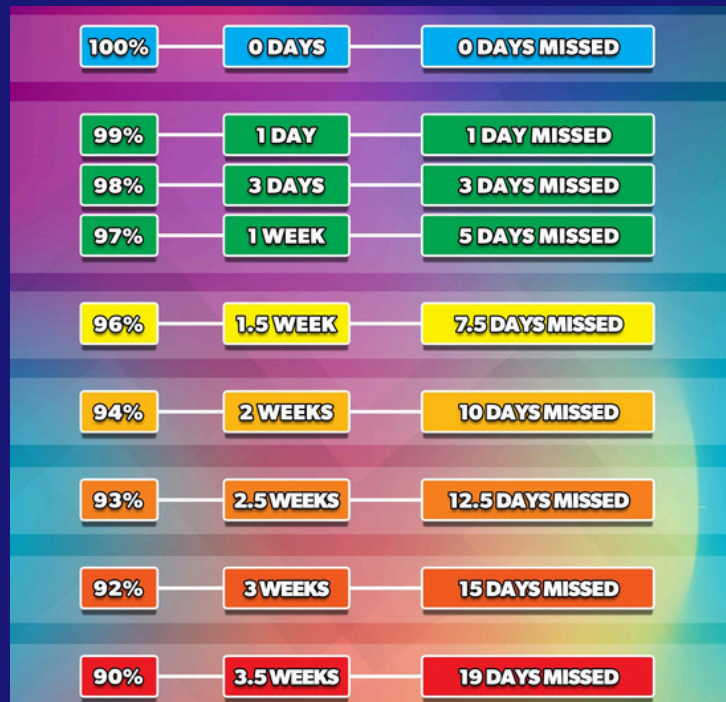 100% 0 DAYS 0 DAYS MISSED
99% 1 DAY 1 DAY MISSED
98% 3 DAYS 3 DAYS MISSED
97% 1 WEEK 5 DAYS MISSED
96% 1.5 WEEK 7.5 DAYS MISSED
94% 2 WEEKS 10 DAYS MISSED
93% 2.5 WEEKS 12.5 DAYS MISSED
92% 3 WEEKS 15 DAYS MISSED
90% 3.5 WEEKS 19 DAYS MISSED